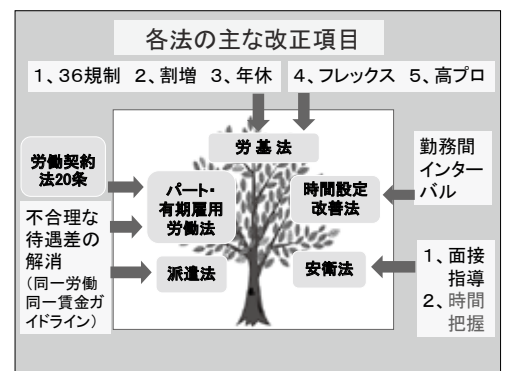 各法の主な改正項目
1、36規制 2、割増 3、年休
4、フレックス 5、高プロ
労基法
労働契約
法20条
パート・
有期雇用
労働法
時間設定
改善法
勤務間
インター
バル
不合理な
待遇差の
解消
(同一労働
同一賃金ガ
イドライン)
派遣法
安衛法
1、面接
指導
2、時間
把握